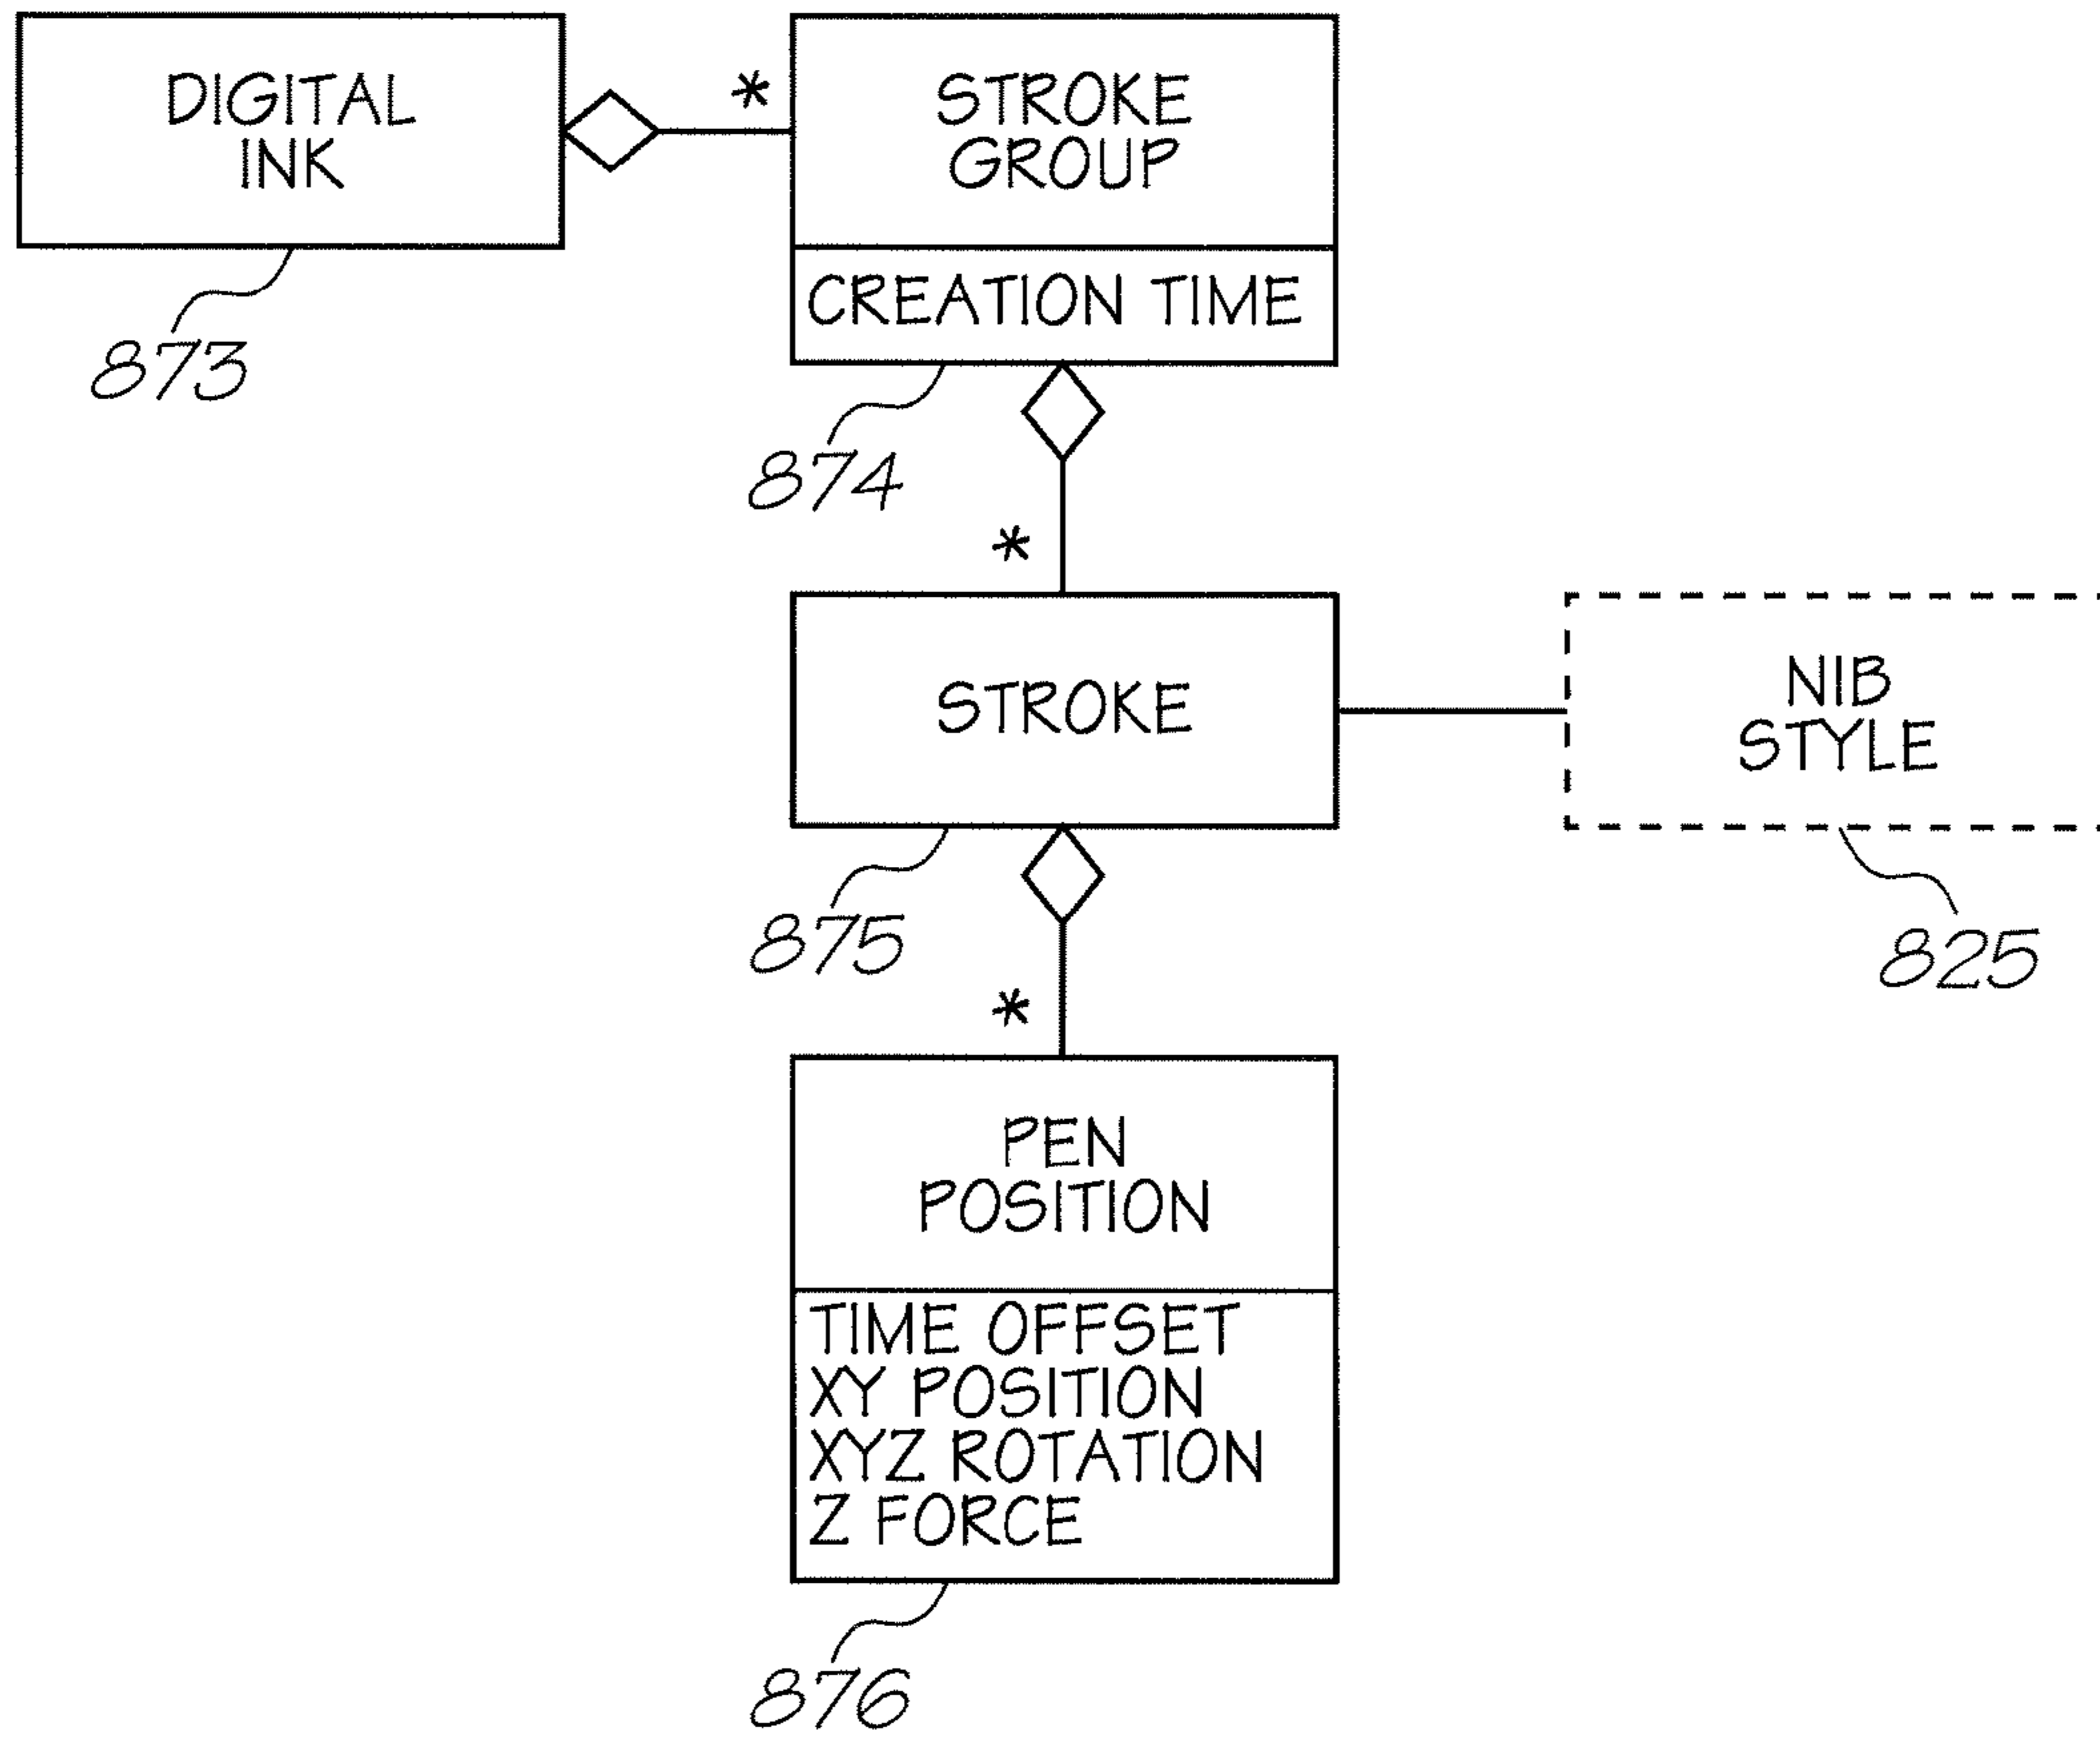 DIGITAL
INK
*
STROKE
GROUP
CREATION TIME
873
874
*
STROKE
NIB
STYLE
875
825
*
PEN
POSITION
TIME OFFSET
XY POSITION
XYZ ROTATION
Z FORCE
876